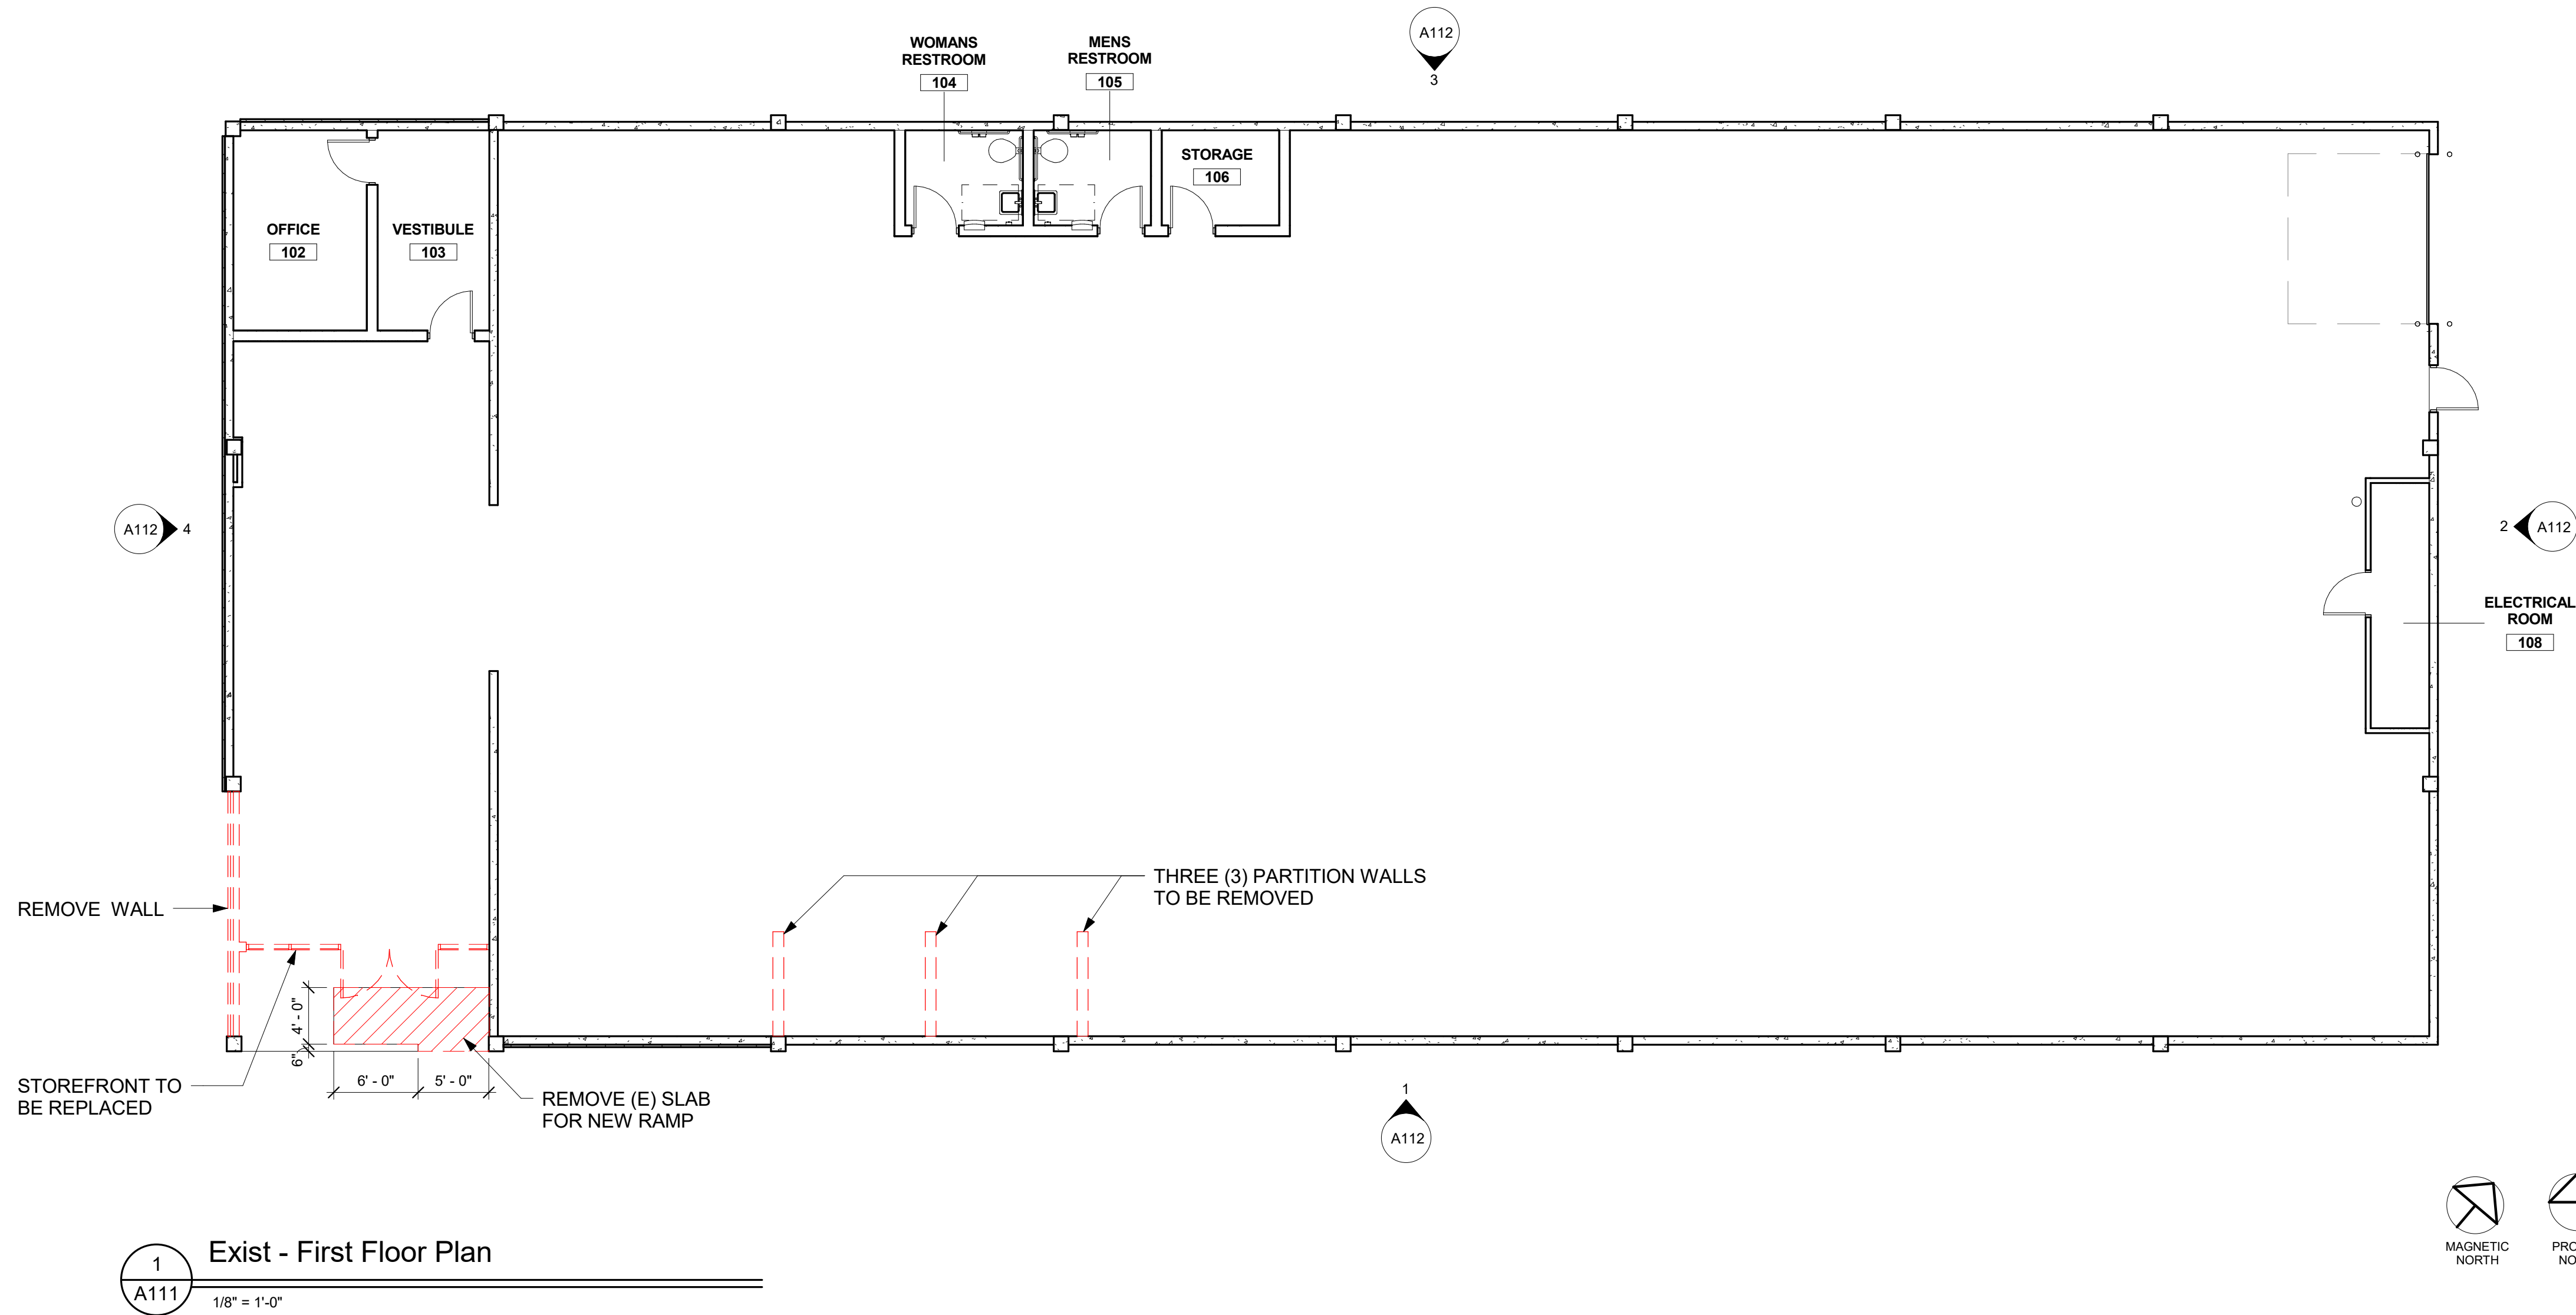 A112
3
WOMANS
RESTROOM
104
MENS
RESTROOM
105
STORAGE
106
OFFICE
102
VESTIBULE
103
A112
4
2
A112
ELECTRICAL
ROOM
108
THREE (3) PARTITION WALLS
TO BE REMOVED
REMOVE WALL
4' - 0"
6"
6' - 0"
5' - 0"
STOREFRONT TO
BE REPLACED
REMOVE (E) SLAB
FOR NEW RAMP
1
A112
MAGNETIC
NORTH
1
A111
Exist - First Floor Plan
1/8" = 1'-0"